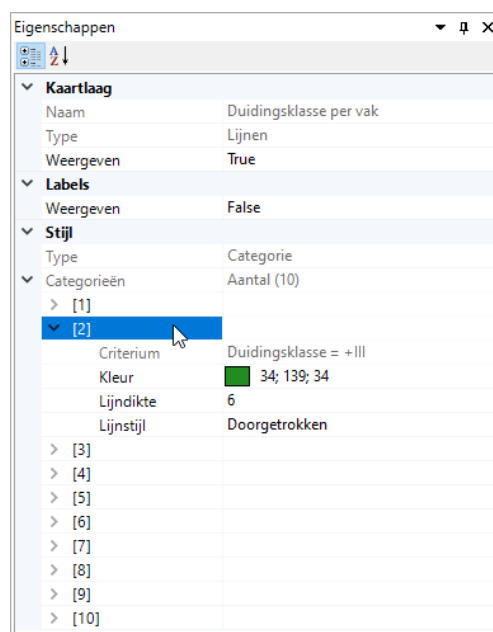 Eigenschappen
Kaartlaag
Naam Duidingsklasse per vak
Type Lijnen
Weergeven True
Labels
Weergeven False
Stijl
Type Categorie
Categorieën Aantal (10)
[1]
[2]
Criterium Duidingsklasse = +III
Kleur 34; 139; 34
Lijndikte 6
Lijnstijl Doorgetrokken
[3]
[4]
[5]
[6]
[7]
[8]
[9]
[10]